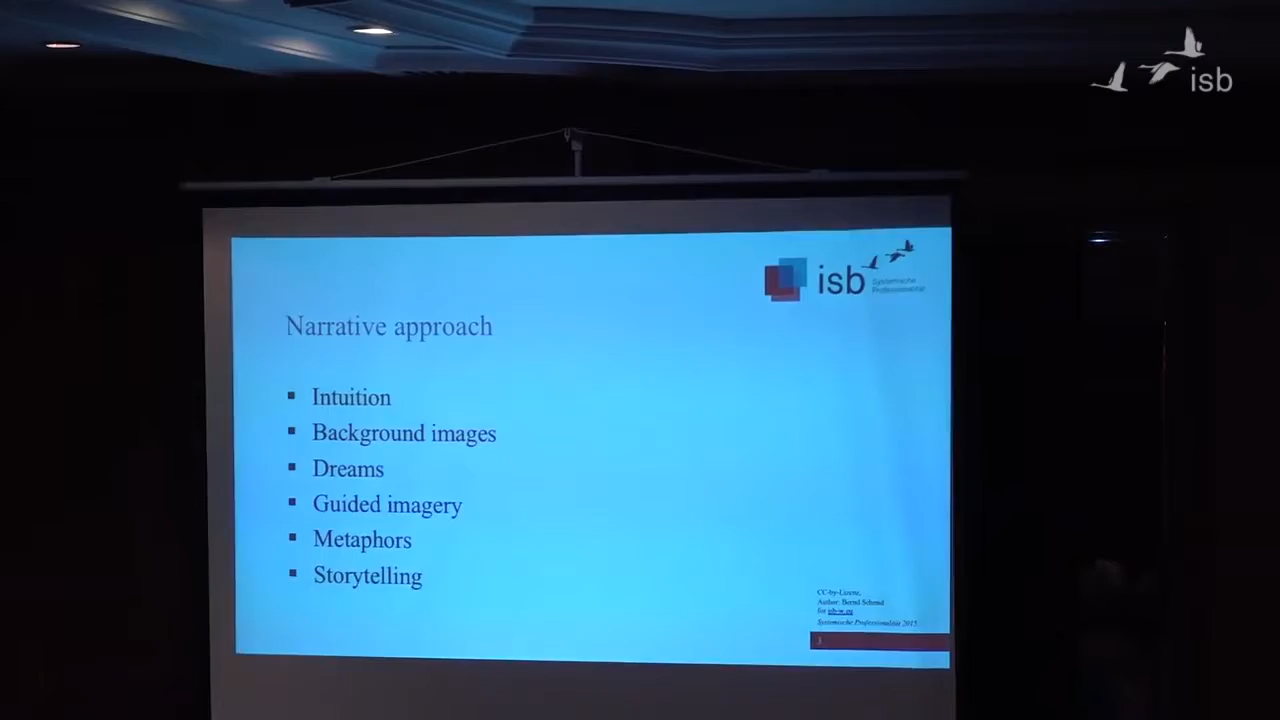 isb
isb
Systemische
Professionalität
Narrative approach
▪ Intuition
▪ Background images
▪ Dreams
▪ Guided imagery
▪ Metaphors
▪ Storytelling
CC-by-Lizenz,
Author: Bernd Schmid
for isb-w.eu
Systemische Professionalität 2015
3